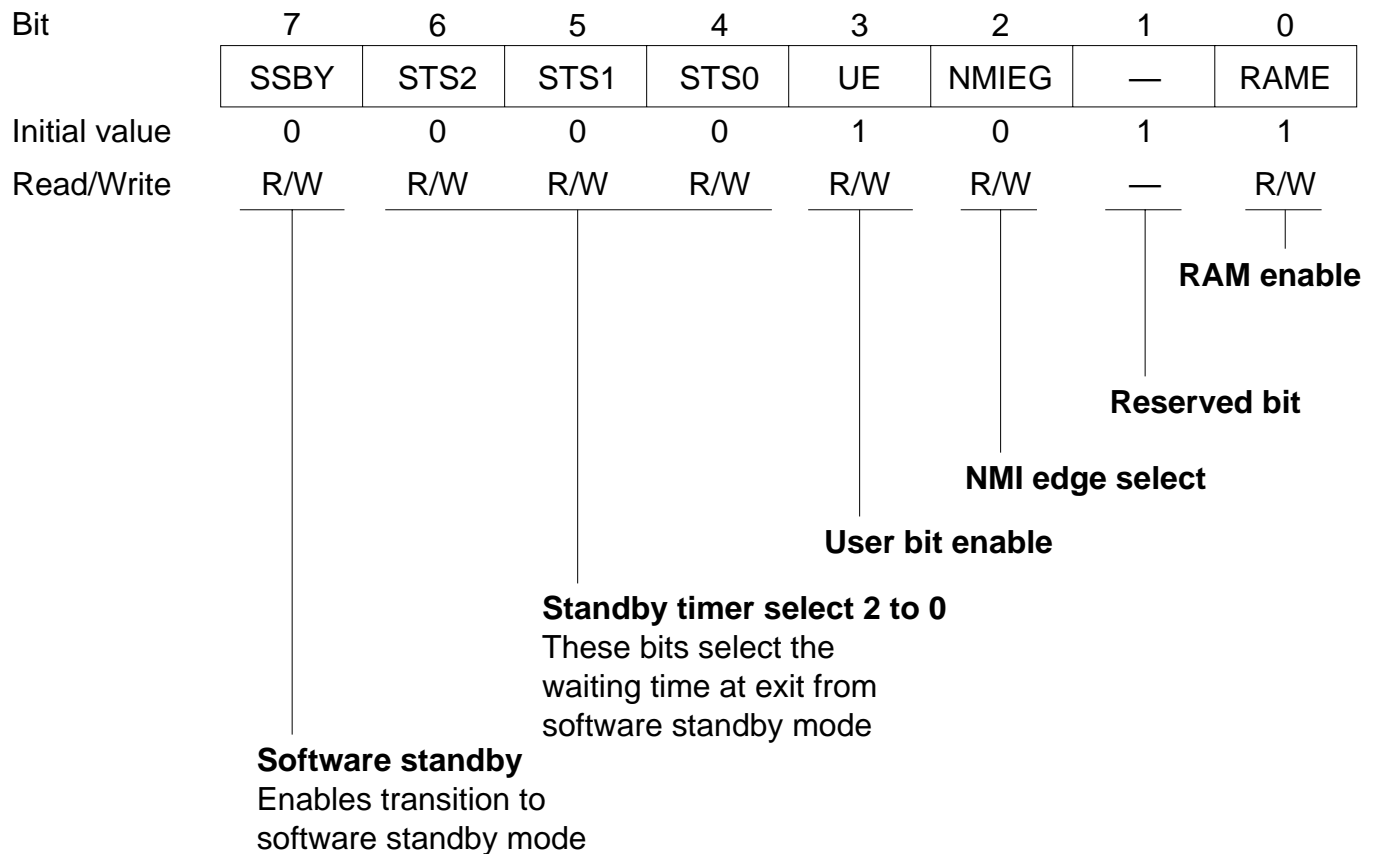 Bit 7 6 5 4 3 2 1 0
SSBY STS2 STS1 STS0 UE NMIEG — RAME
Initial value 0 0 0 0 1 0 1 1
Read/Write R/W R/W R/W R/W R/W R/W — R/W
RAM enable
Reserved bit
NMI edge select
User bit enable
Standby timer select 2 to 0
These bits select the
waiting time at exit from
software standby mode
Software standby
Enables transition to
software standby mode